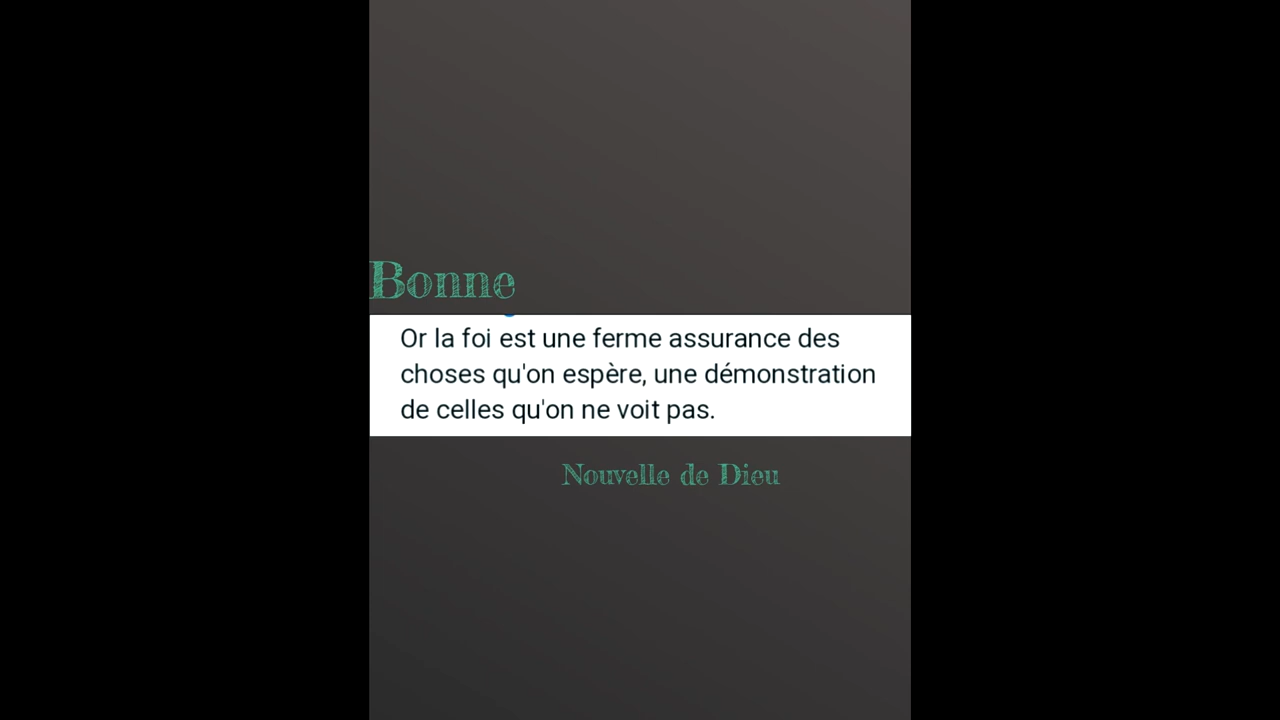 Bonne
Or la foi est une ferme assurance des
choses qu'on espère, une démonstration
de celles qu'on ne voit pas.
Nouvelle de Dieu